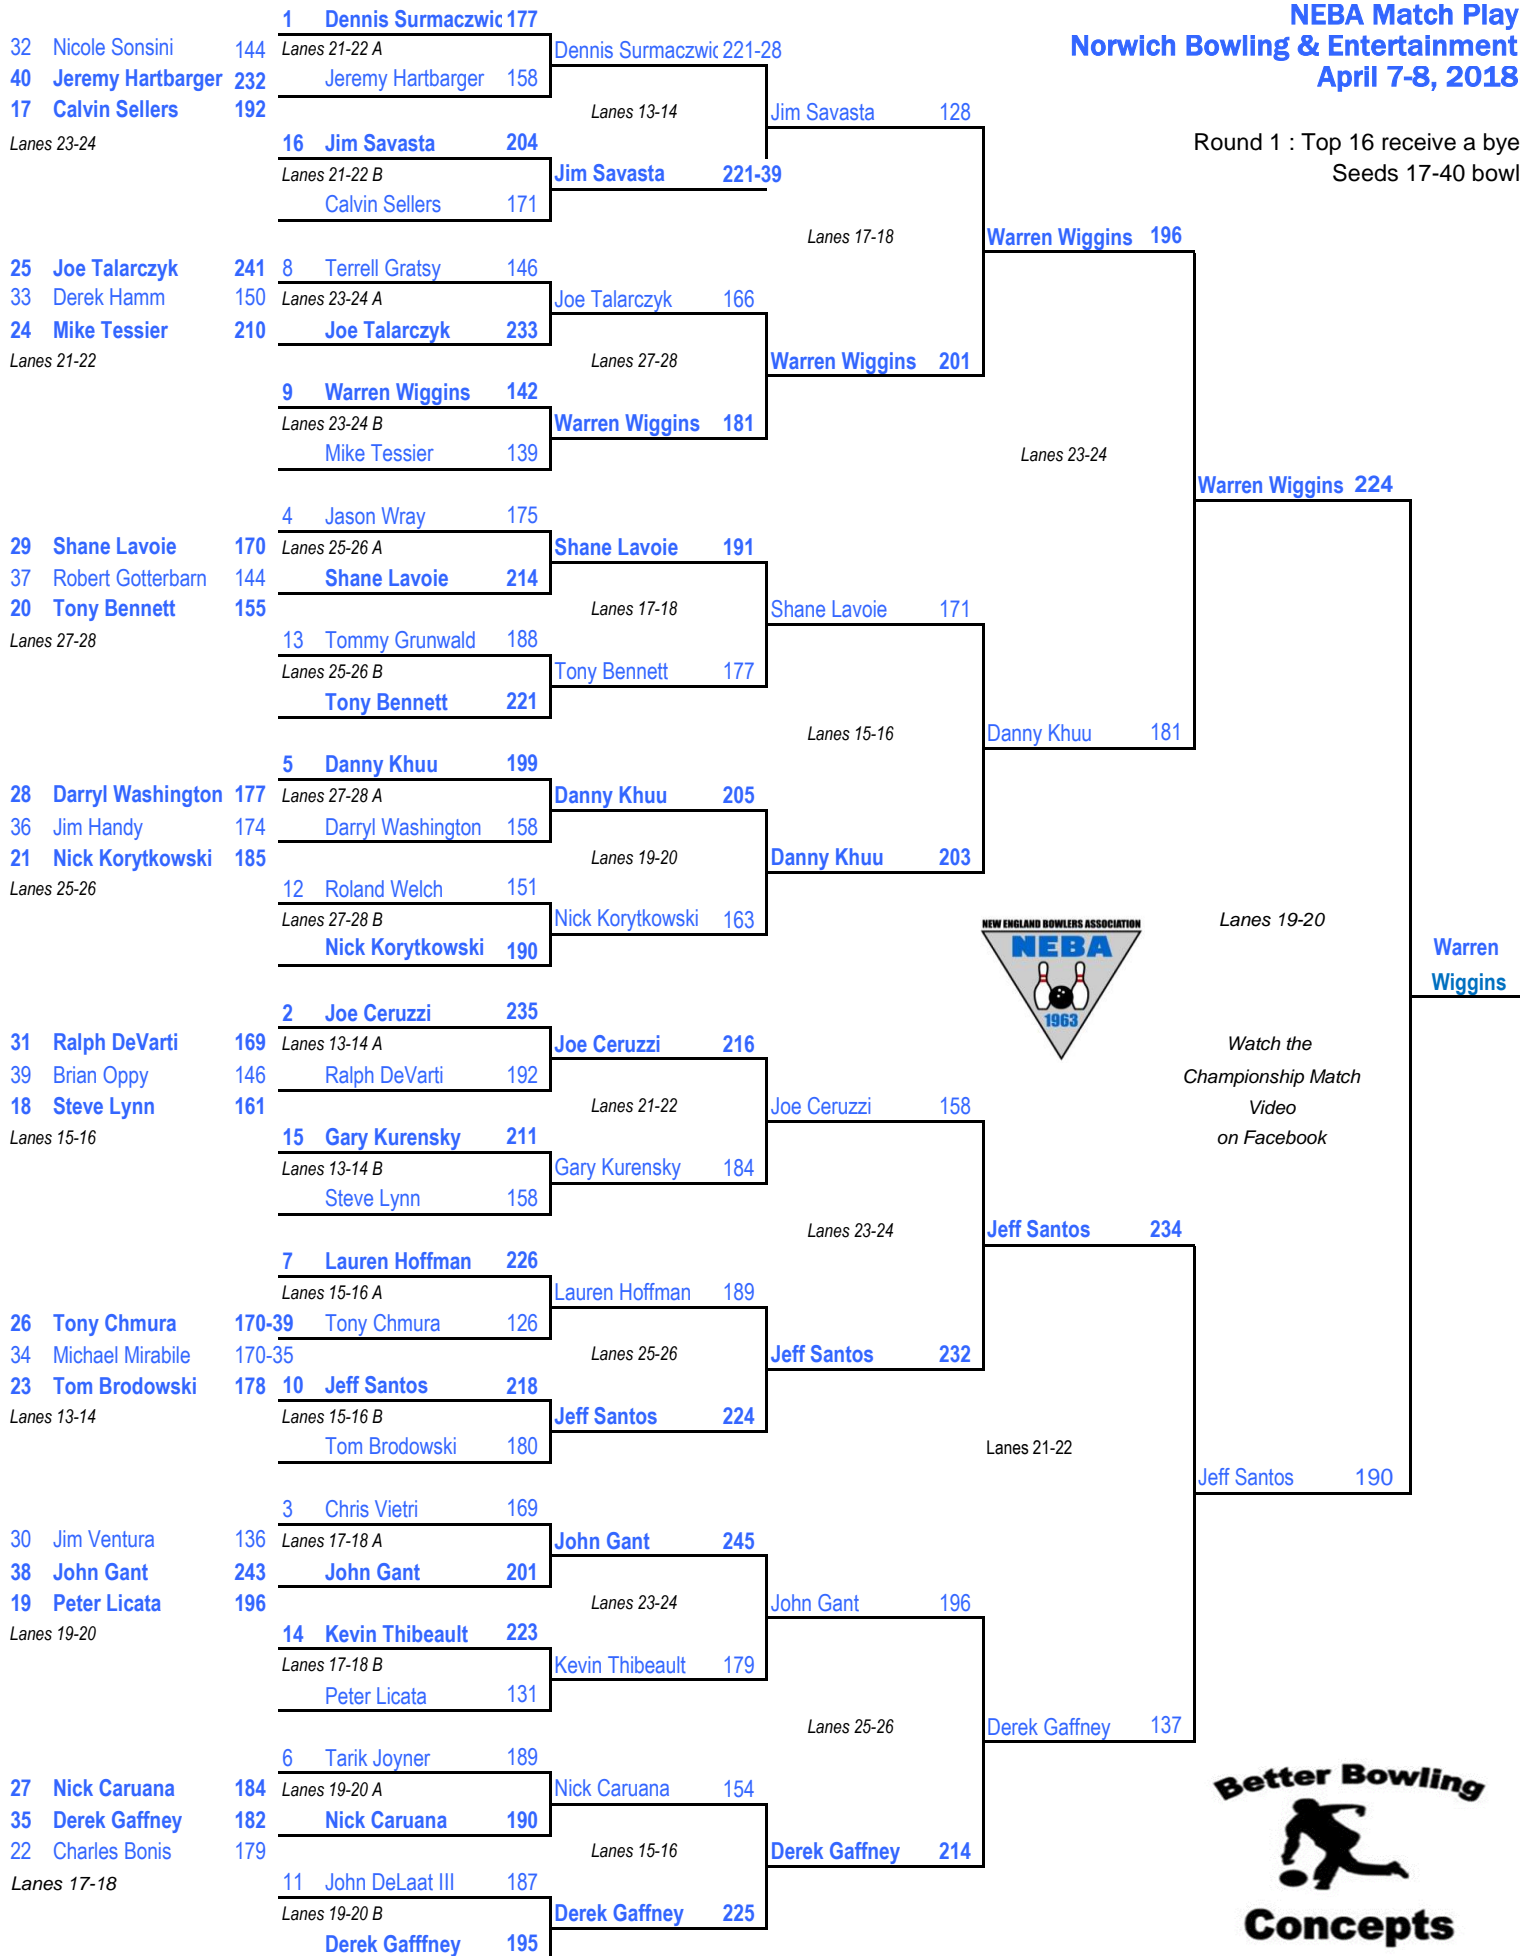 NEBA Match Play
Norwich Bowling & Entertainment
April 7-8, 2018
Round 1 : Top 16 receive a bye
Seeds 17-40 bowl
32 Nicole Sonsini 144
40 Jeremy Hartbarger 232
17 Calvin Sellers 192
Lanes 23-24
25 Joe Talarczyk 241
33 Derek Hamm 150
24 Mike Tessier 210
Lanes 21-22
29 Shane Lavoie 170
37 Robert Gotterbarn 144
20 Tony Bennett 155
Lanes 27-28
28 Darryl Washington 177
36 Jim Handy 174
21 Nick Korytkowski 185
Lanes 25-26
31 Ralph DeVarti 169
39 Brian Oppy 146
18 Steve Lynn 161
Lanes 15-16
26 Tony Chmura 170-39
34 Michael Mirabile 170-35
23 Tom Brodowski 178
Lanes 13-14
30 Jim Ventura 136
38 John Gant 243
19 Peter Licata 196
Lanes 19-20
27 Nick Caruana 184
35 Derek Gaffney 182
22 Charles Bonis 179
Lanes 17-18
1 Dennis Surmaczwic 177
Lanes 21-22 A
Jeremy Hartbarger 158
16 Jim Savasta 204
Lanes 21-22 B
Calvin Sellers 171
8 Terrell Gratsy 146
Lanes 23-24 A
Joe Talarczyk 233
9 Warren Wiggins 142
Lanes 23-24 B
Mike Tessier 139
4 Jason Wray 175
Lanes 25-26 A
Shane Lavoie 214
13 Tommy Grunwald 188
Lanes 25-26 B
Tony Bennett 221
5 Danny Khuu 199
Lanes 27-28 A
Darryl Washington 158
12 Roland Welch 151
Lanes 27-28 B
Nick Korytkowski 190
2 Joe Ceruzzi 235
Lanes 13-14 A
Ralph DeVarti 192
15 Gary Kurensky 211
Lanes 13-14 B
Steve Lynn 158
7 Lauren Hoffman 226
Lanes 15-16 A
Tony Chmura 126
10 Jeff Santos 218
Lanes 15-16 B
Tom Brodowski 180
3 Chris Vietri 169
Lanes 17-18 A
John Gant 201
14 Kevin Thibeault 223
Lanes 17-18 B
Peter Licata 131
6 Tarik Joyner 189
Lanes 19-20 A
Nick Caruana 190
11 John DeLaat III 187
Lanes 19-20 B
Derek Gafffney 195
Dennis Surmaczwic 221-28
Lanes 13-14
Jim Savasta 221-39
Joe Talarczyk 166
Lanes 27-28
Warren Wiggins 181
Shane Lavoie 191
Lanes 17-18
Tony Bennett 177
Danny Khuu 205
Lanes 19-20
Nick Korytkowski 163
Joe Ceruzzi 216
Lanes 21-22
Gary Kurensky 184
Lauren Hoffman 189
Lanes 25-26
Jeff Santos 224
John Gant 245
Lanes 23-24
Kevin Thibeault 179
Nick Caruana 154
Lanes 15-16
Derek Gaffney 225
Jim Savasta 128
Lanes 17-18
Warren Wiggins 201
Shane Lavoie 171
Lanes 15-16
Danny Khuu 203
Joe Ceruzzi 158
Lanes 23-24
Jeff Santos 232
John Gant 196
Lanes 25-26
Derek Gaffney 214
Warren Wiggins 196
Lanes 23-24
Danny Khuu 181
Jeff Santos 234
Lanes 21-22
Derek Gaffney 137
Warren Wiggins 224
Lanes 19-20
Jeff Santos 190
Warren
Wiggins
NEW ENGLAND BOWLERS ASSOCIATION
NEBA
1963
Watch the
Championship Match
Video
on Facebook
Better Bowling
Concepts